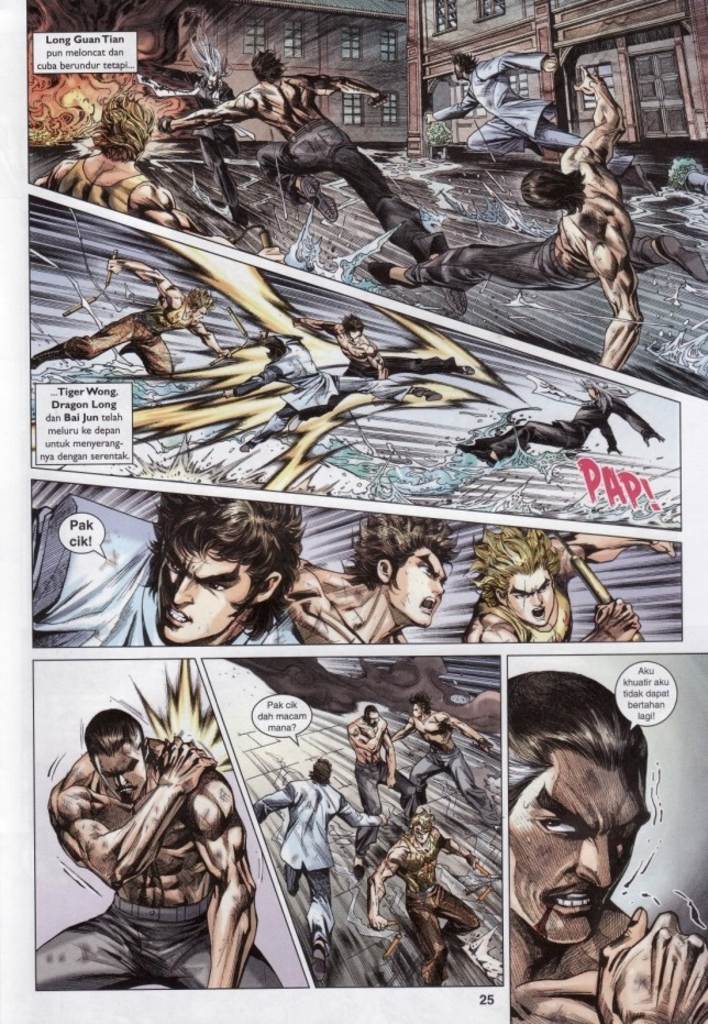 Long GuanTian
pun meloncat dan
cuba berundur tetapi...
...Tiger Wong,
Dragon Long
dan Bai Jun telah
meluru ke depan
untuk menyerang-
nya dengan serentak.
PAP!
Pak
cik!
Pak cik
dah macam
mana?
Aku
khuatir aku
tidak dapat
bertahan
lagi!
25